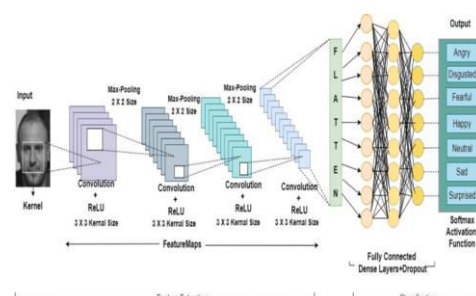 Input
Kernel
Convolution
+
ReLU
3 X 3 Kernal Size
Max-Pooling
2 X 2 Size
Convolution
+
ReLU
3 X 3 Kernal Size
Max-Pooling
2 X 2 Size
Convolution
+
ReLU
3 X 3 Kernal Size
Max-Pooling
2 X 2 Size
Convolution
+
ReLU
3 X 3 Kernal Size
FeatureMaps
F
L
A
T
T
E
N
Fully Connected
Dense Layers+Dropout
Output
Angry
Disgusted
Fearful
Happy
Neutral
Sad
Surprised
Softmax
Activation
Function